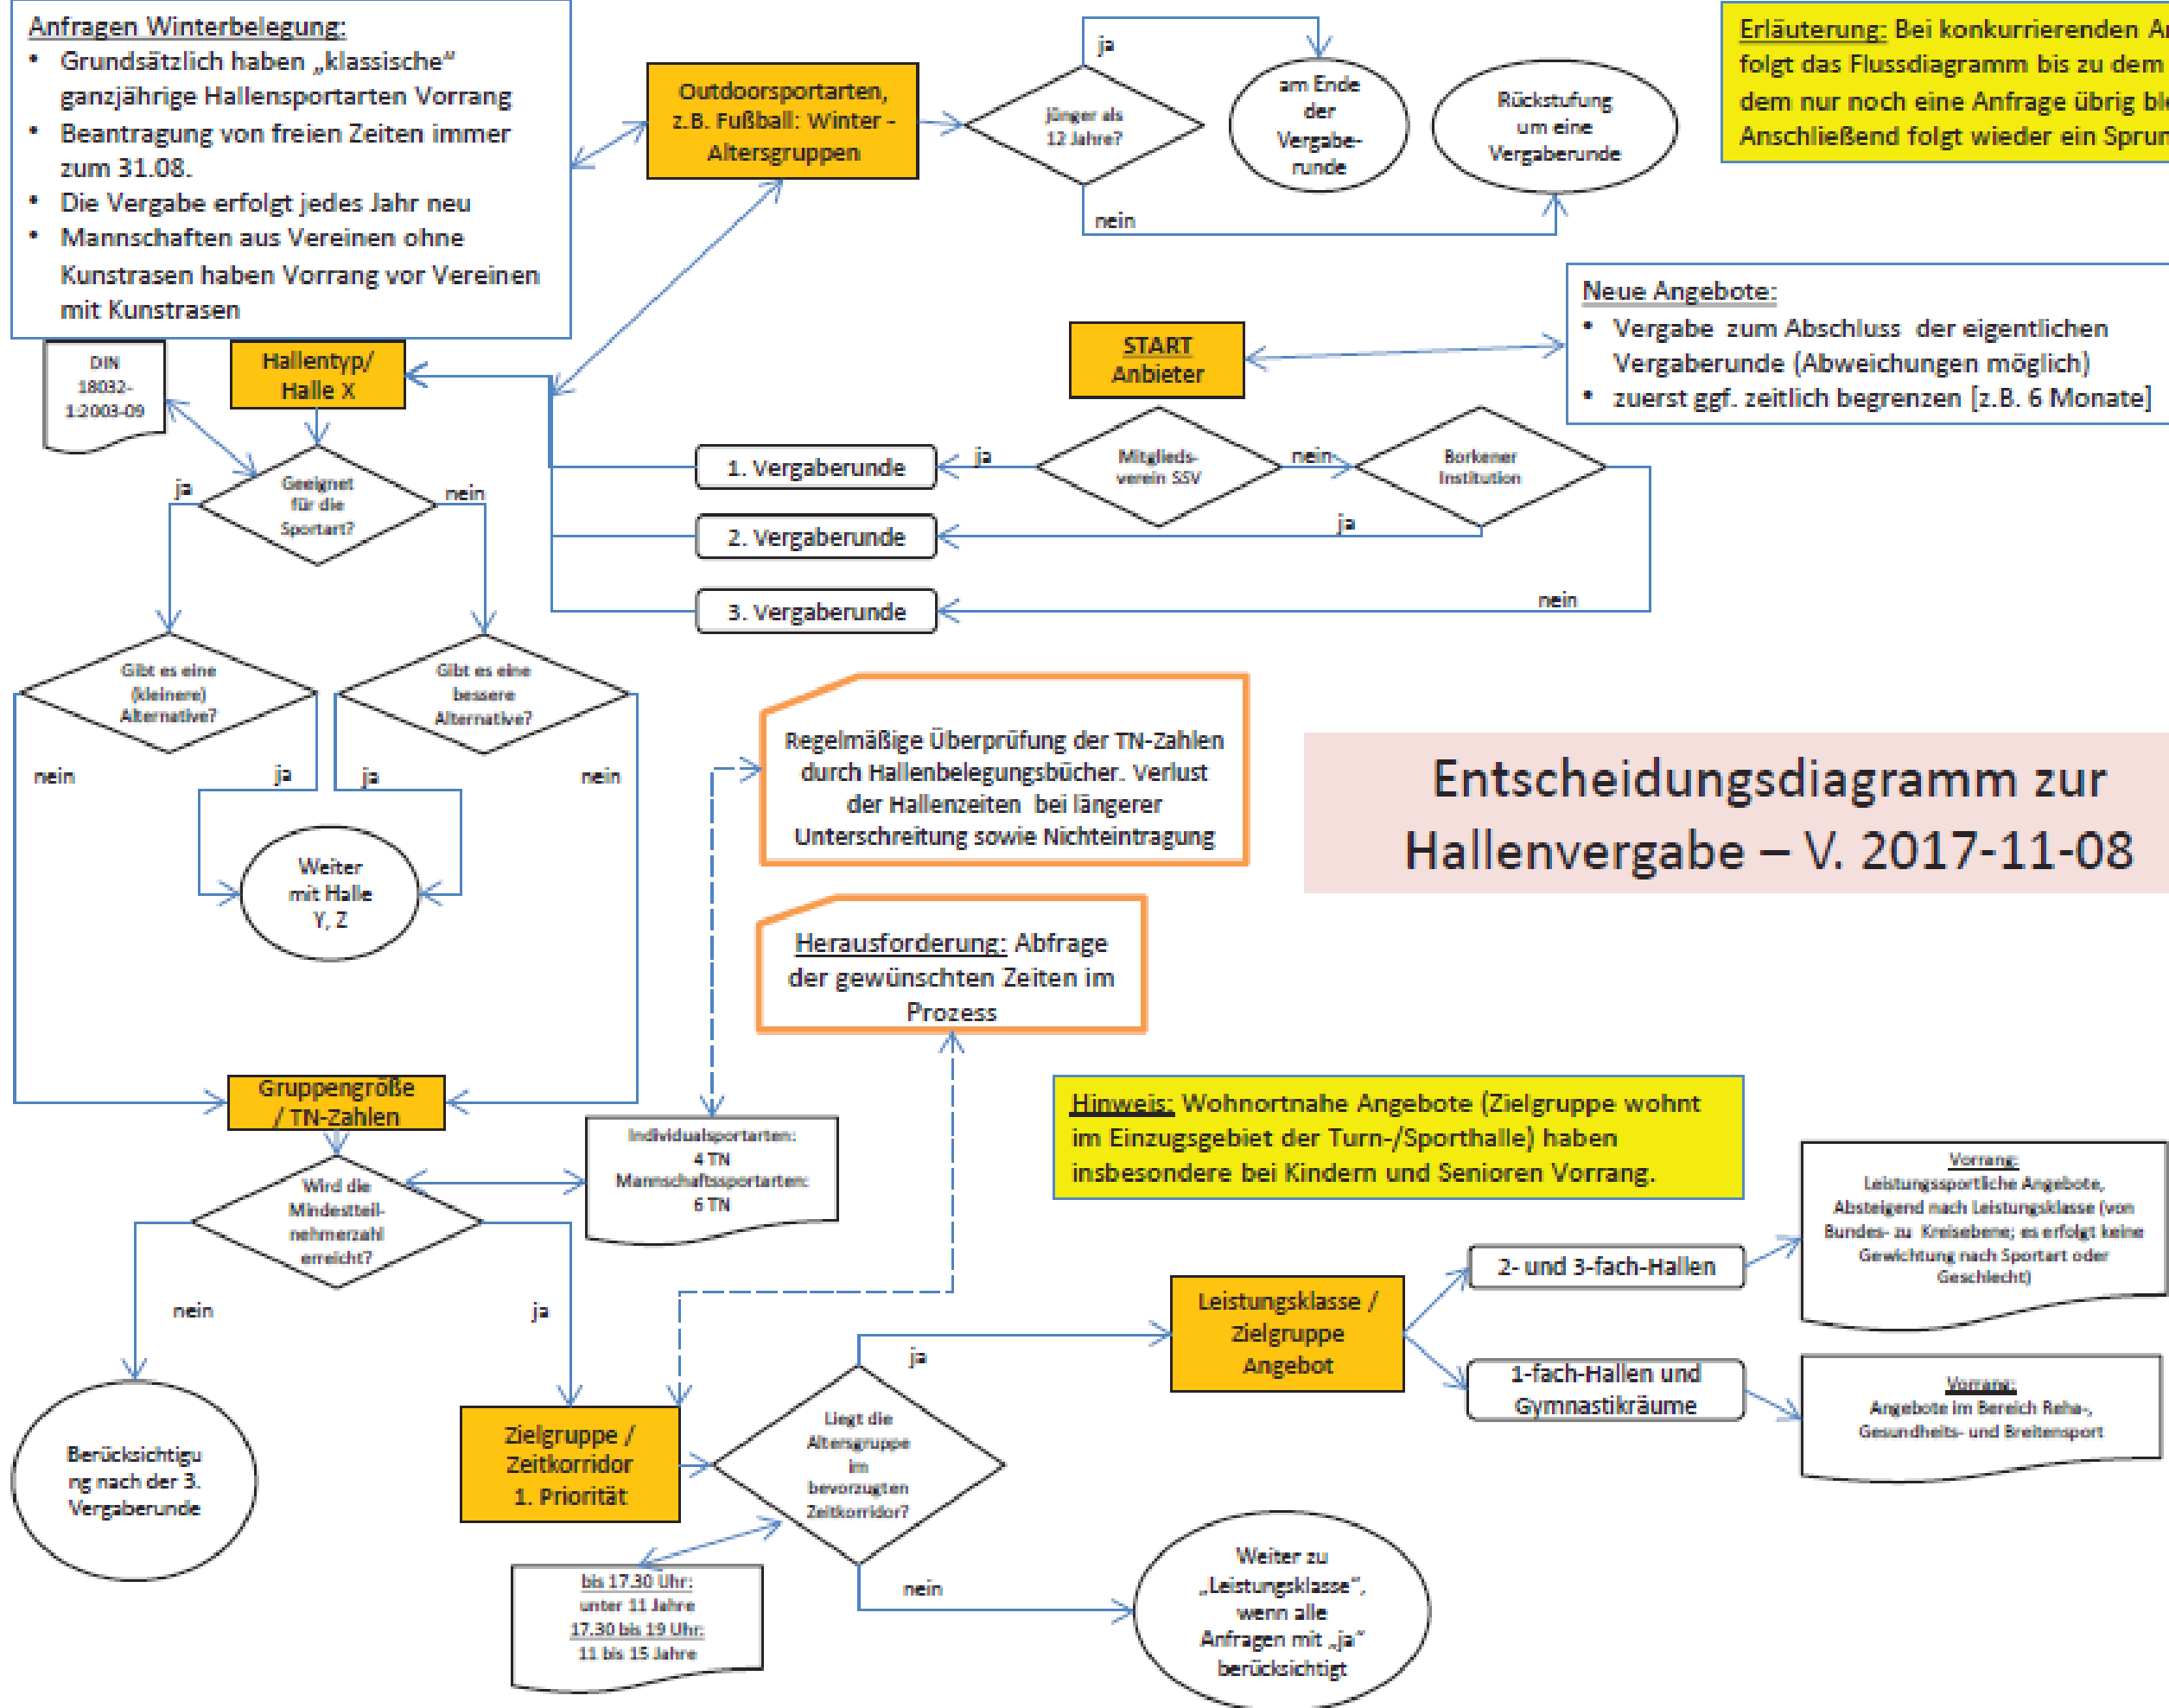 Anfragen Winterbelegung:
• Grundsätzlich haben „klassische“
ganzjährige Hallensportarten Vorrang
• Beantragung von freien Zeiten immer
zum 31.08.
• Die Vergabe erfolgt jedes Jahr neu
• Mannschaften aus Vereinen ohne
Kunstrasen haben Vorrang vor Vereinen
mit Kunstrasen
Outdoorsportarten,
z.B. Fußball: Winter -
Altersgruppen
ja
jünger als
12 Jahre?
nein
am Ende
der
Vergabe-
runde
Rückstufung
um eine
Vergaberunde
Erläuterung: Bei konkurrierenden
folgt das Flussdiagramm bis zu dem
dem nur noch eine Anfrage übrig
Anschließend folgt wieder ein
Neue Angebote:
• Vergabe zum Abschluss der eigentlichen
Vergaberunde (Abweichungen möglich)
• zuerst ggf. zeitlich begrenzen [z.B. 6 Monate]
START
Anbieter
Mitglieds-
verein SSV
ja
nein
Borkener
Institution
ja
nein
1. Vergaberunde
2. Vergaberunde
3. Vergaberunde
DIN
18032-
1:2003-09
Hallentyp/
Halle X
Geeignet
für die
Sportart?
ja
nein
Gibt es eine
(kleinere)
Alternative?
Gibt es eine
bessere
Alternative?
nein
ja
ja
nein
Weiter
mit Halle
Y, Z
Regelmäßige Überprüfung der TN-Zahlen
durch Hallenbelegungsbücher. Verlust
der Hallenzeiten bei längerer
Unterschreitung sowie Nichteintragung
Entscheidungsdiagramm zur
Hallenvergabe – V. 2017-11-08
Herausforderung: Abfrage
der gewünschten Zeiten im
Prozess
Gruppengröße
/ TN-Zahlen
Wird die
Mindestteil-
nehmerzahl
erreicht?
nein
ja
Individualsportarten:
4 TN
Mannschaftssportarten:
6 TN
Hinweis: Wohnortnahe Angebote (Zielgruppe wohnt
im Einzugsgebiet der Turn-/Sporthalle) haben
insbesondere bei Kindern und Senioren Vorrang.
Berücksichtigu
ng nach der 3.
Vergaberunde
Zielgruppe /
Zeitkorridor
1. Priorität
Liegt die
Altersgruppe
im
bevorzugten
Zeitkorridor?
ja
nein
bis 17.30 Uhr:
unter 11 Jahre
17.30 bis 19 Uhr:
11 bis 15 Jahre
Weiter zu
„Leistungsklasse“,
wenn alle
Anfragen mit „ja“
berücksichtigt
Leistungsklasse /
Zielgruppe
Angebot
2- und 3-fach-Hallen
1-fach-Hallen und
Gymnastikräume
Vorrang:
Leistungssportliche Angebote,
Absteigend nach Leistungsklasse (von
Bundes- zu Kreisebene; es erfolgt keine
Gewichtung nach Sportart oder
Geschlecht)
Vorrang:
Angebote im Bereich Reha-,
Gesundheits- und Breitensport